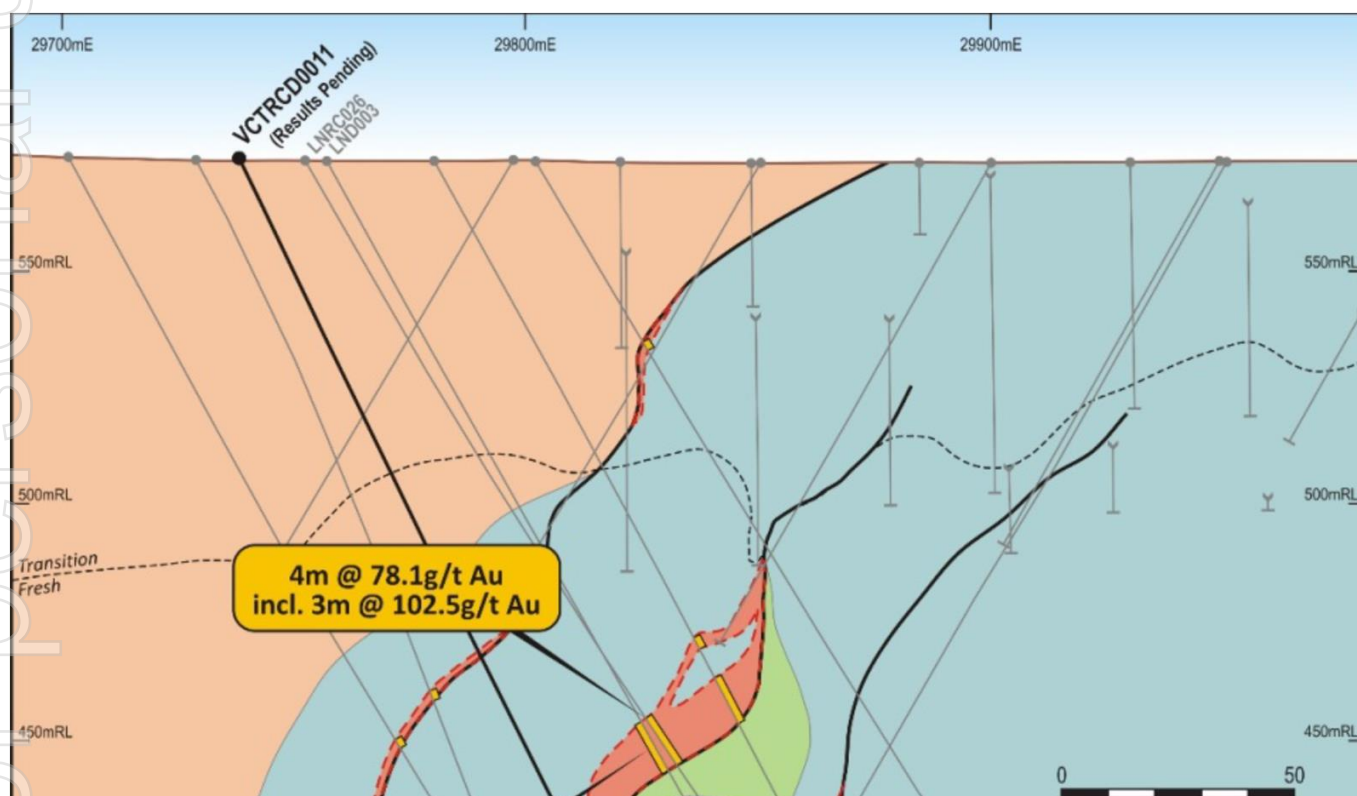 29700mE
29800mE
29900mE
VCTRCD0011
(Results Pending)
LNRC026
LND003
550mRL
550mRL
500mRL
500mRL
Transition
Fresh
4m @ 78.1g/t Au
incl. 3m @ 102.5g/t Au
450mRL
450mRL
0
50